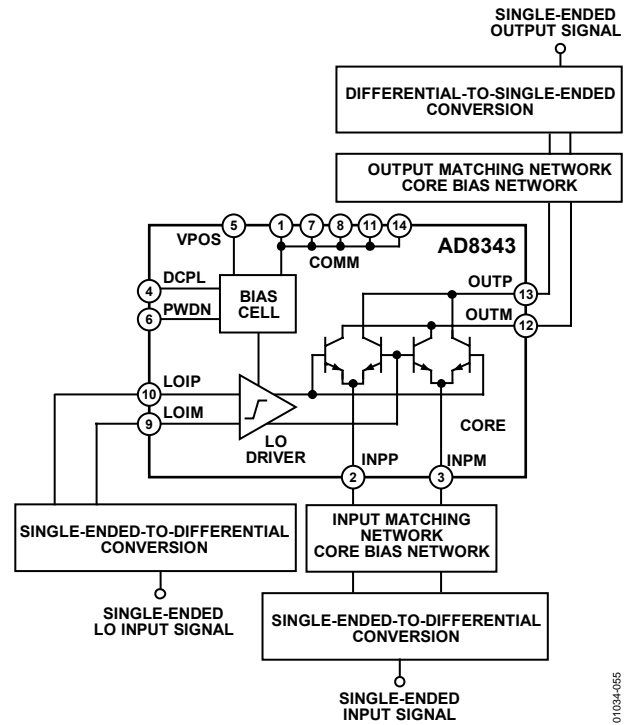 SINGLE-ENDED
OUTPUT SIGNAL
DIFFERENTIAL-TO-SINGLE-ENDED
CONVERSION
OUTPUT MATCHING NETWORK
CORE BIAS NETWORK
5
1
7
8
11
14
VPOS
COMM
AD8343
4
DCPL
6
PWDN
BIAS
CELL
OUTP
13
OUTM
12
10
LOIP
9
LOIM
LO
DRIVER
CORE
INPP
2
INPM
3
SINGLE-ENDED-TO-DIFFERENTIAL
CONVERSION
SINGLE-ENDED
LO INPUT SIGNAL
INPUT MATCHING
NETWORK
CORE BIAS NETWORK
SINGLE-ENDED-TO-DIFFERENTIAL
CONVERSION
SINGLE-ENDED
INPUT SIGNAL
01034-055